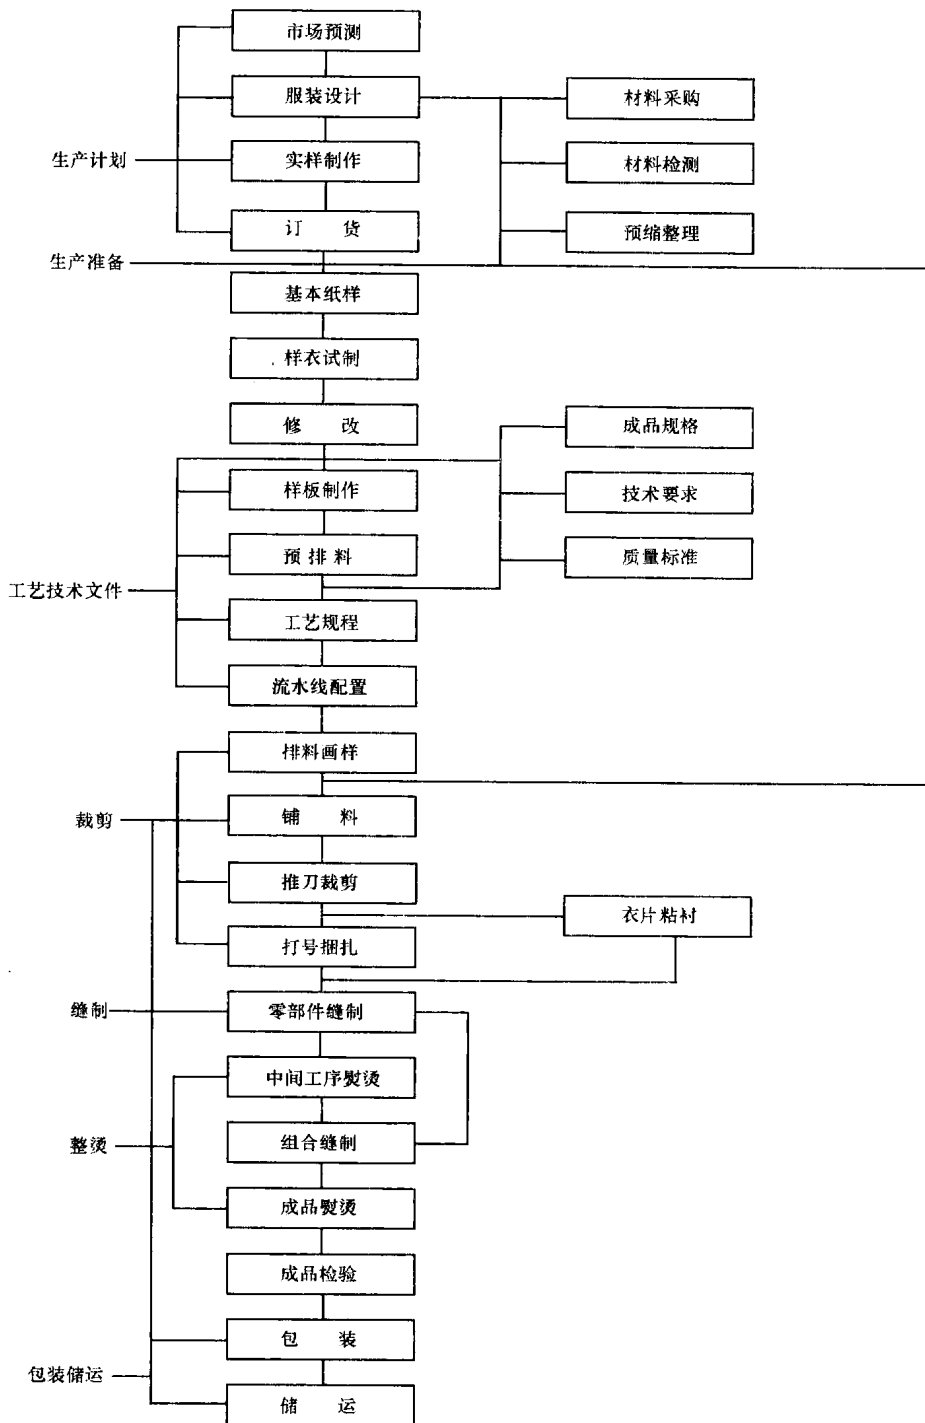 市场预测
服装设计
材料采购
生产计划
实样制作
材料检测
订 货
预缩整理
生产准备
基本纸样
样衣试制
修 改
成品规格
样板制作
技术要求
预排料
质量标准
工艺技术文件
工艺规程
流水线配置
排料画样
裁剪
铺 料
推刀裁剪
衣片粘衬
打号捆扎
缝制
零部件缝制
中间工序熨烫
整烫
组合缝制
成品熨烫
成品检验
包 装
包装储运
储 运